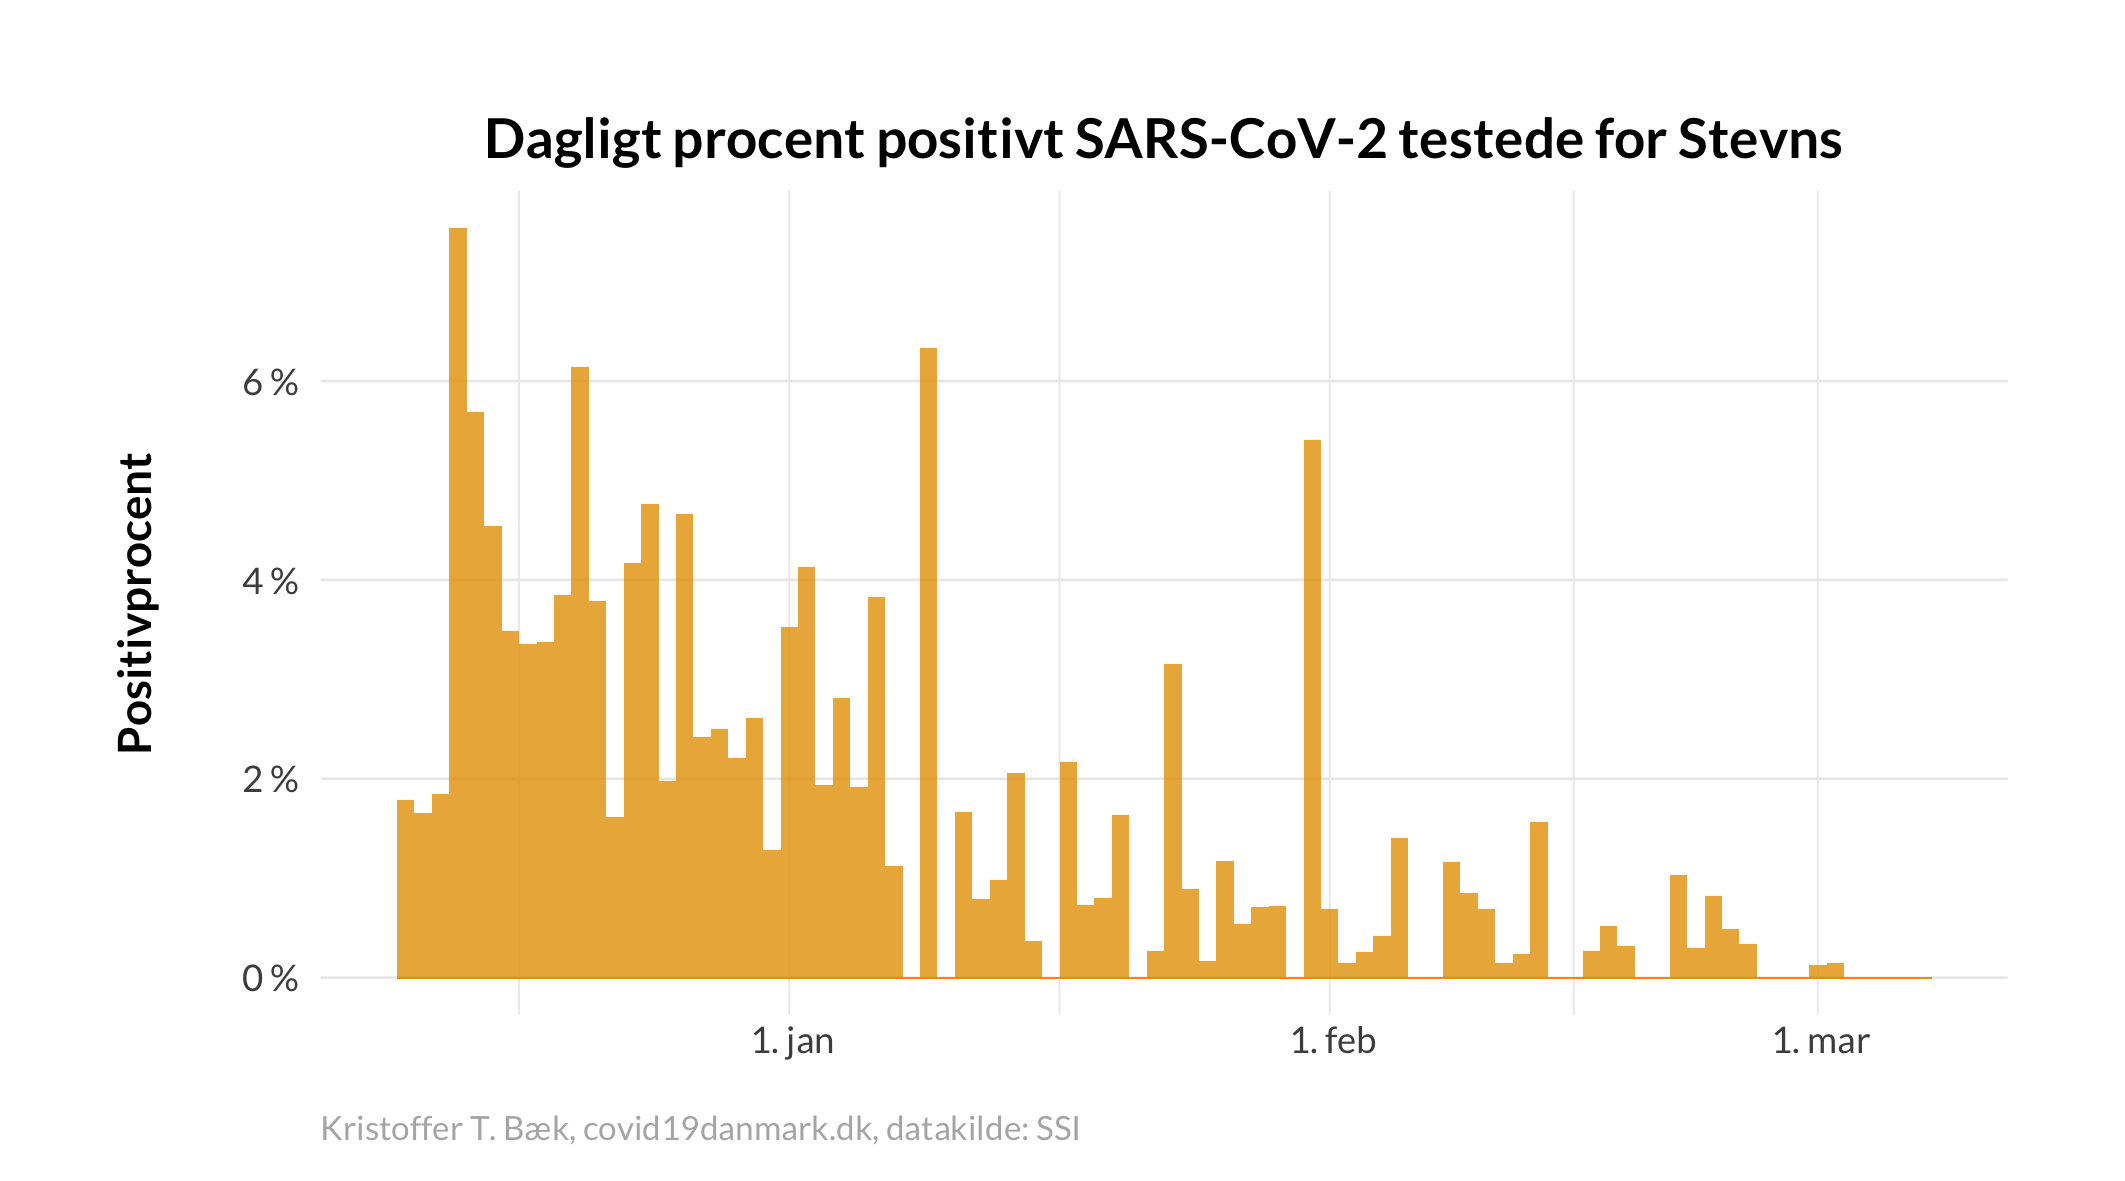 Dagligt procent positivt SARS-CoV-2 testede for Stevns
Positivprocent
6 %
4 %
2 %
0 %
1. jan
1. feb
1. mar
Kristoffer T. Bæk, covid19danmark.dk, datakilde: SSI